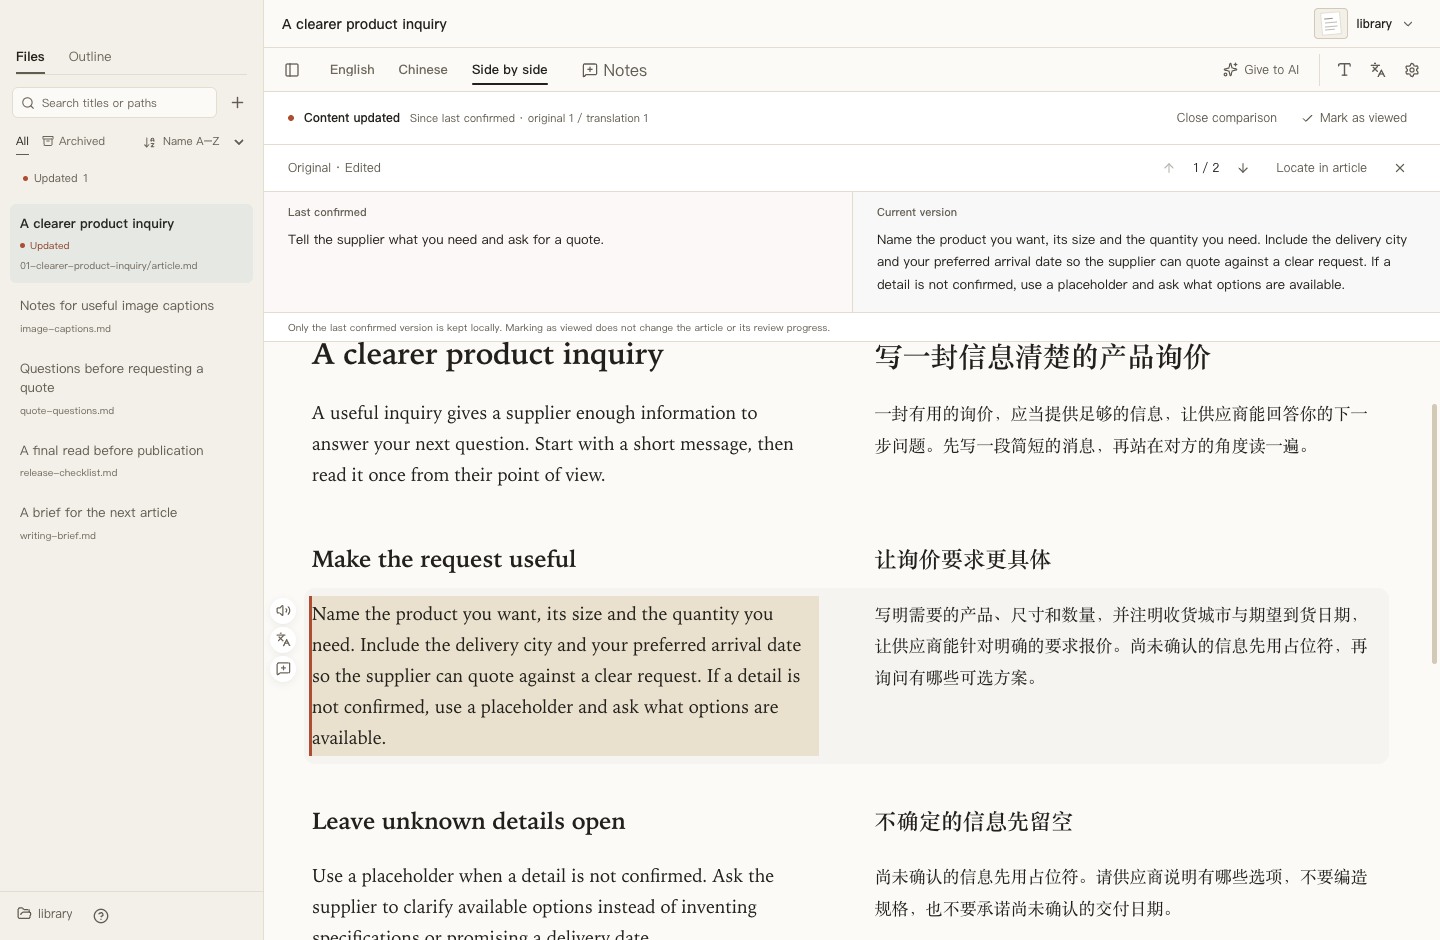 A clearer product inquiry
library
Files
Outline
English
Chinese
Side by side
Notes
Give to AI
Search titles or paths
All
Archived
Name A–Z
Updated 1
A clearer product inquiry
Updated
01-clearer-product-inquiry/article.md
Notes for useful image captions
image-captions.md
Questions before requesting a
quote
quote-questions.md
A final read before publication
release-checklist.md
A brief for the next article
writing-brief.md
library
Content updated
Since last confirmed · original 1 / translation 1
Close comparison
Mark as viewed
Original · Edited
1 / 2
Locate in article
Last confirmed
Tell the supplier what you need and ask for a quote.
Current version
Name the product you want, its size and the quantity you need. Include the delivery city
and your preferred arrival date so the supplier can quote against a clear request. If a
detail is not confirmed, use a placeholder and ask what options are available.
Only the last confirmed version is kept locally. Marking as viewed does not change the article or its review progress.
A clearer product inquiry
A useful inquiry gives a supplier enough information to
answer your next question. Start with a short message, then
read it once from their point of view.
Make the request useful
Name the product you want, its size and the quantity you
need. Include the delivery city and your preferred arrival date
so the supplier can quote against a clear request. If a detail is
not confirmed, use a placeholder and ask what options are
available.
Leave unknown details open
Use a placeholder when a detail is not confirmed. Ask the
supplier to clarify available options instead of inventing
specifications or promising a delivery date.
写一封信息清楚的产品询价
一封有用的询价，应当提供足够的信息，让供应商能回答你的下一
步问题。先写一段简短的消息，再站在对方的角度读一遍。
让询价要求更具体
写明需要的产品、尺寸和数量，并注明收货城市与期望到货日期，
让供应商能针对明确的要求报价。尚未确认的信息先用占位符，再
询问有哪些可选方案。
不确定的信息先留空
尚未确认的信息先用占位符。请供应商说明有哪些选项，不要编造
规格，也不要承诺尚未确认的交付日期。